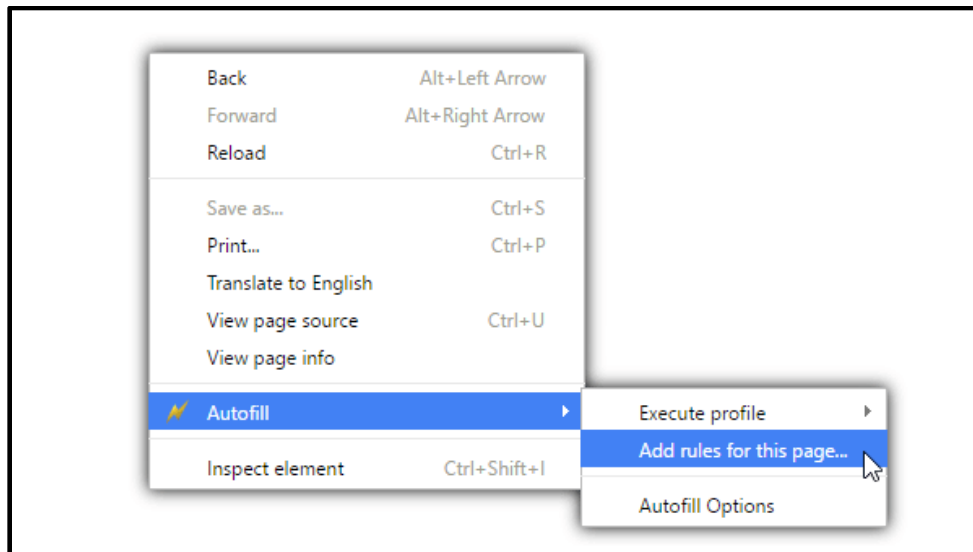 Back Alt+Left Arrow
Forward Alt+Right Arrow
Reload Ctrl+R
Save as... Ctrl+S
Print... Ctrl+P
Translate to English
View page source Ctrl+U
View page info
Autofill
Inspect element Ctrl+Shift+I
Execute profile
Add rules for this page...
Autofill Options